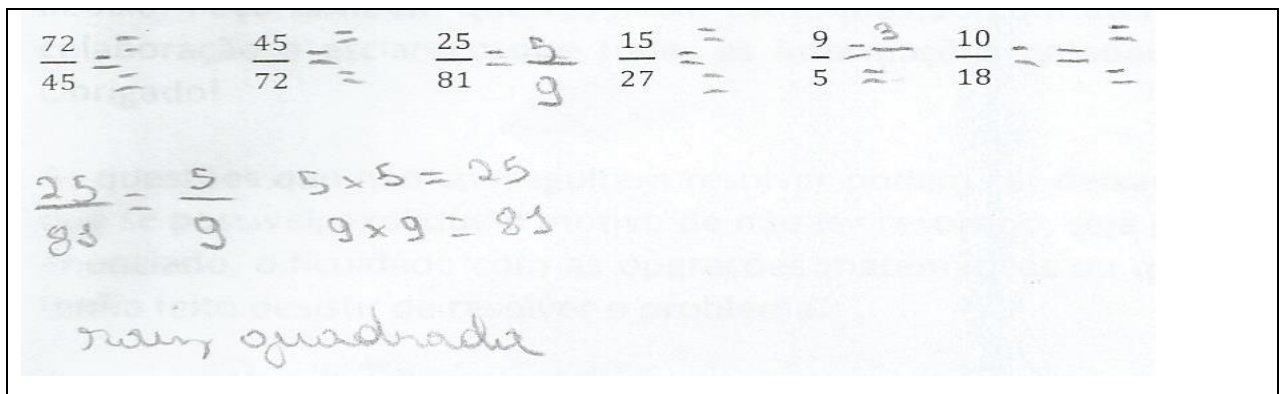 72/45 = = 45/72 = = 25/81 = 5/9 15/27 = = 9/5 = 3/= 10/18 = = =
25/81 = 5/9 5 x 5 = 25
9 x 9 = 81
raiz quadrada